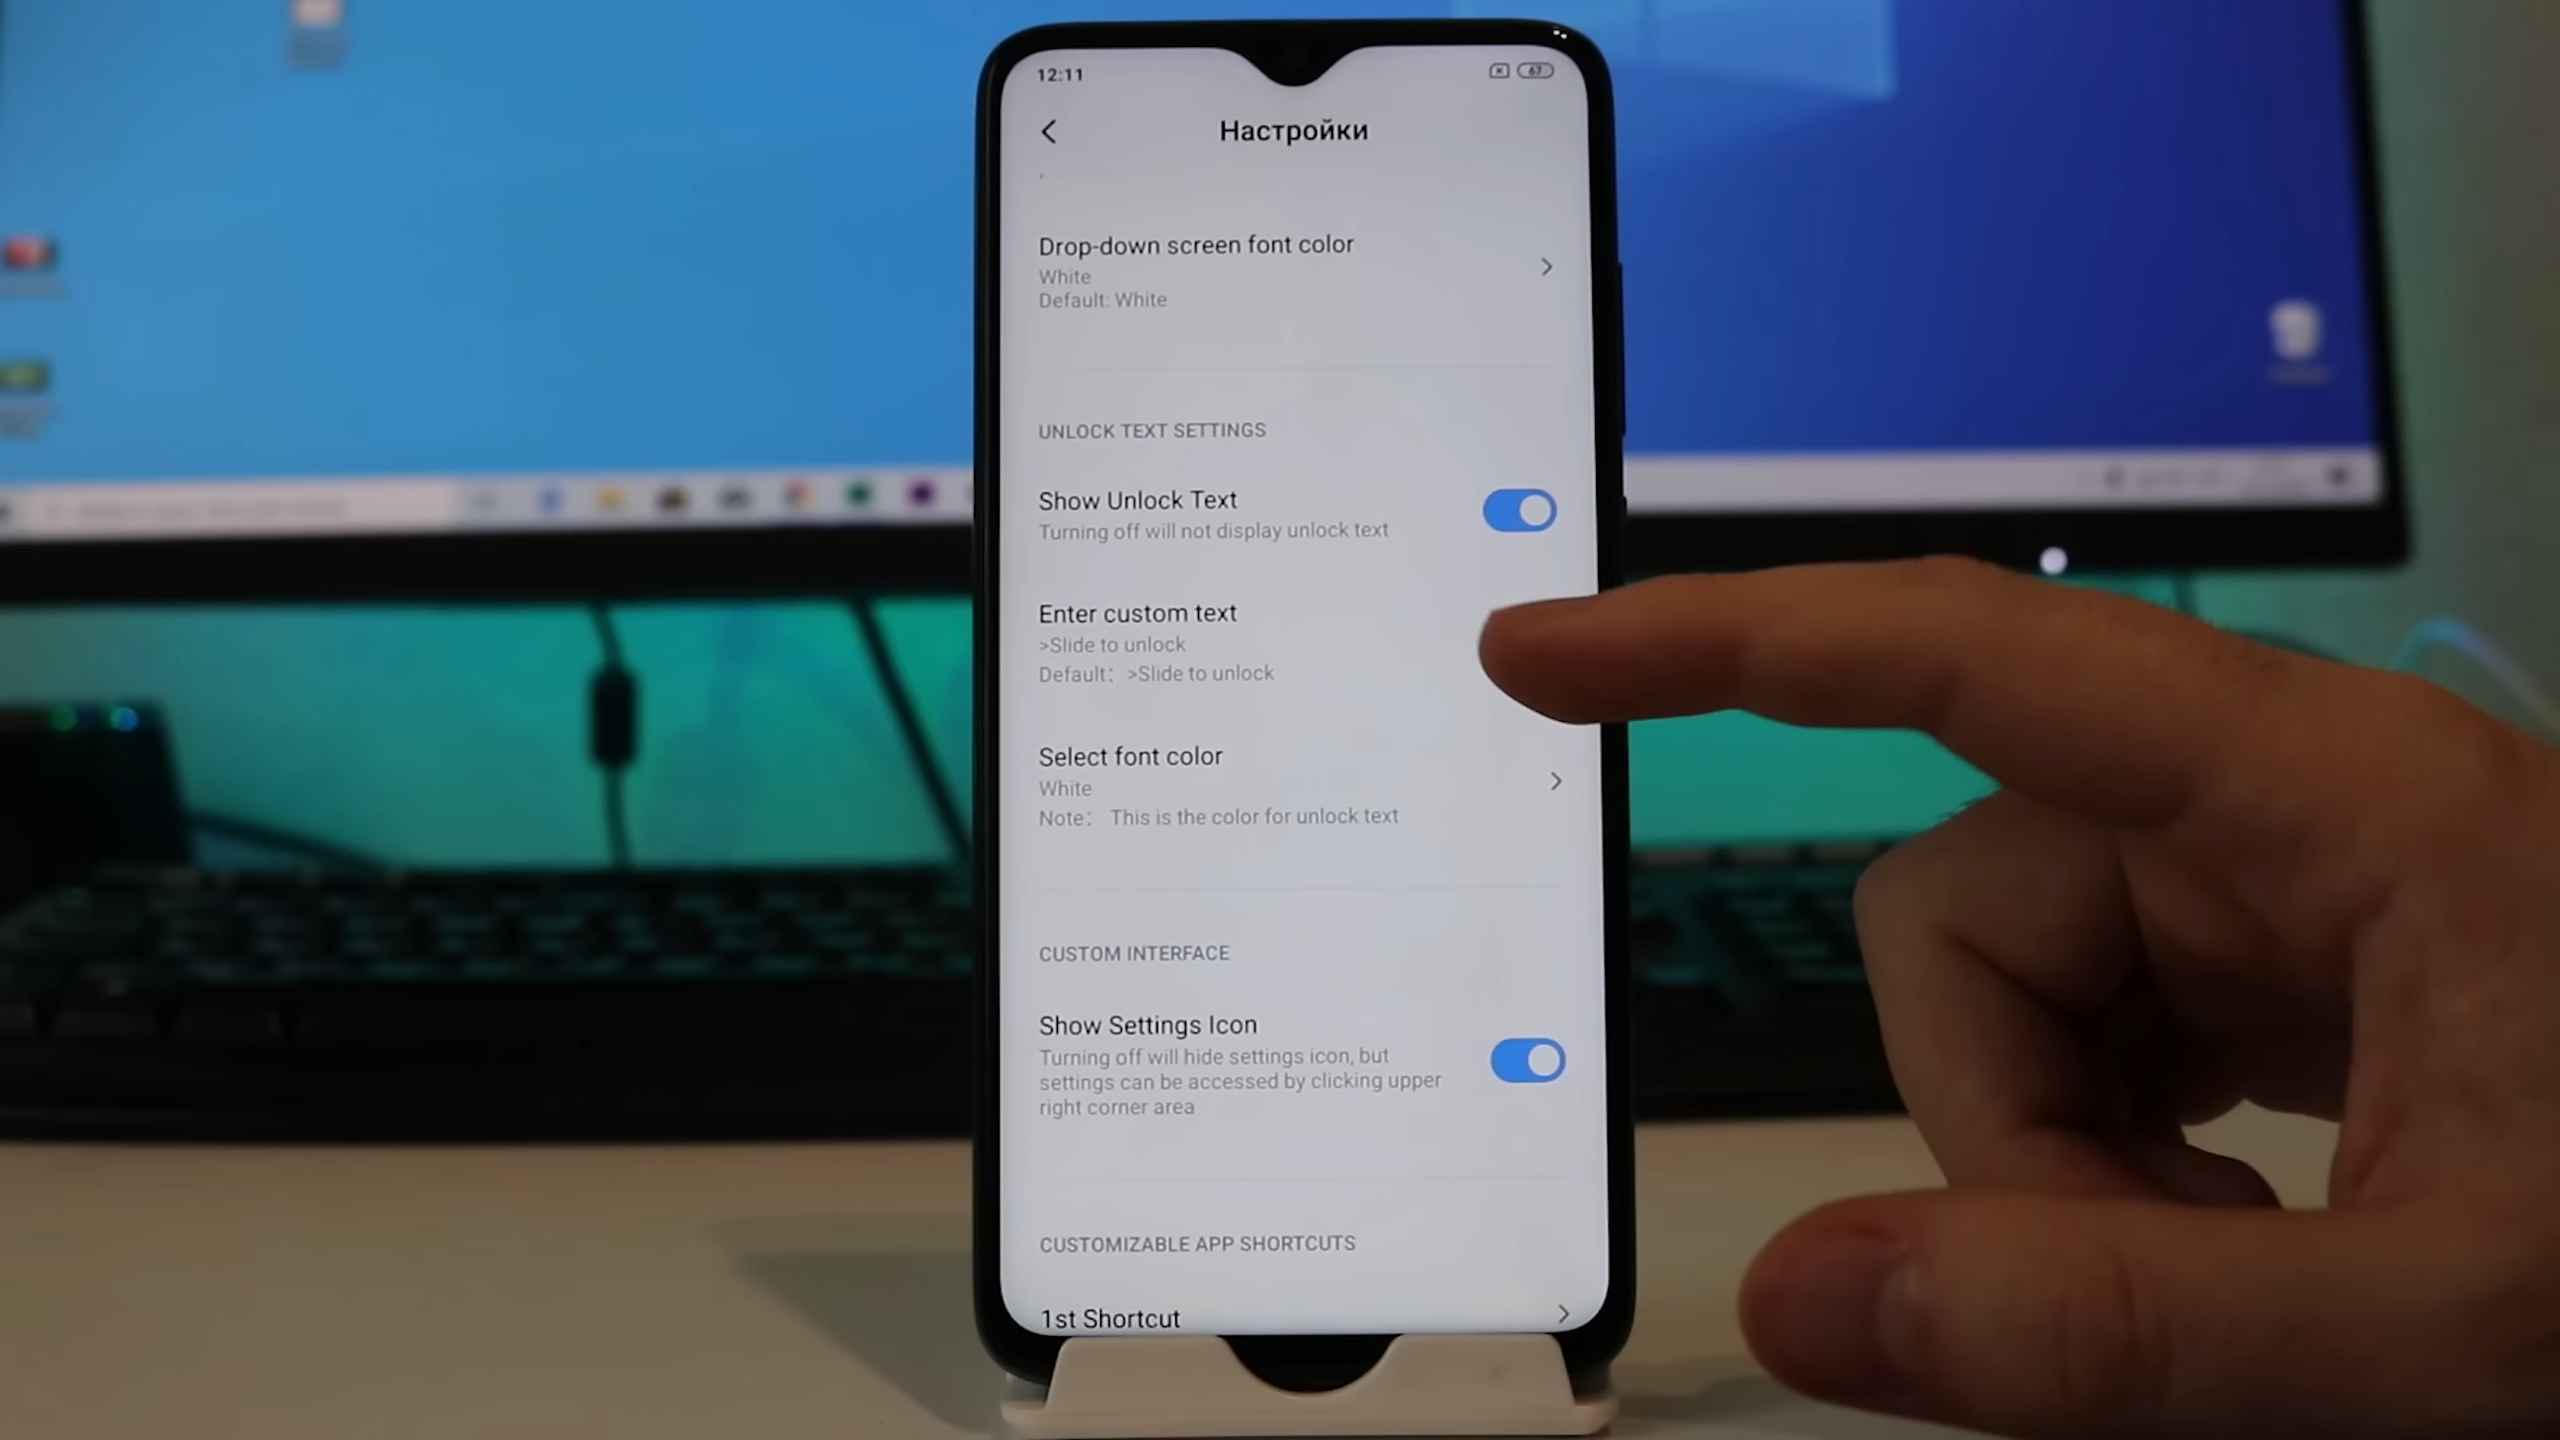 12:11
67
Настройки
Drop-down screen font color
White
Default: White
UNLOCK TEXT SETTINGS
Show Unlock Text
Turning off will not display unlock text
Enter custom text
>Slide to unlock
Default: >Slide to unlock
Select font color
White
Note: This is the color for unlock text
CUSTOM INTERFACE
Show Settings Icon
Turning off will hide settings icon, but
settings can be accessed by clicking upper
right corner area
CUSTOMIZABLE APP SHORTCUTS
1st Shortcut